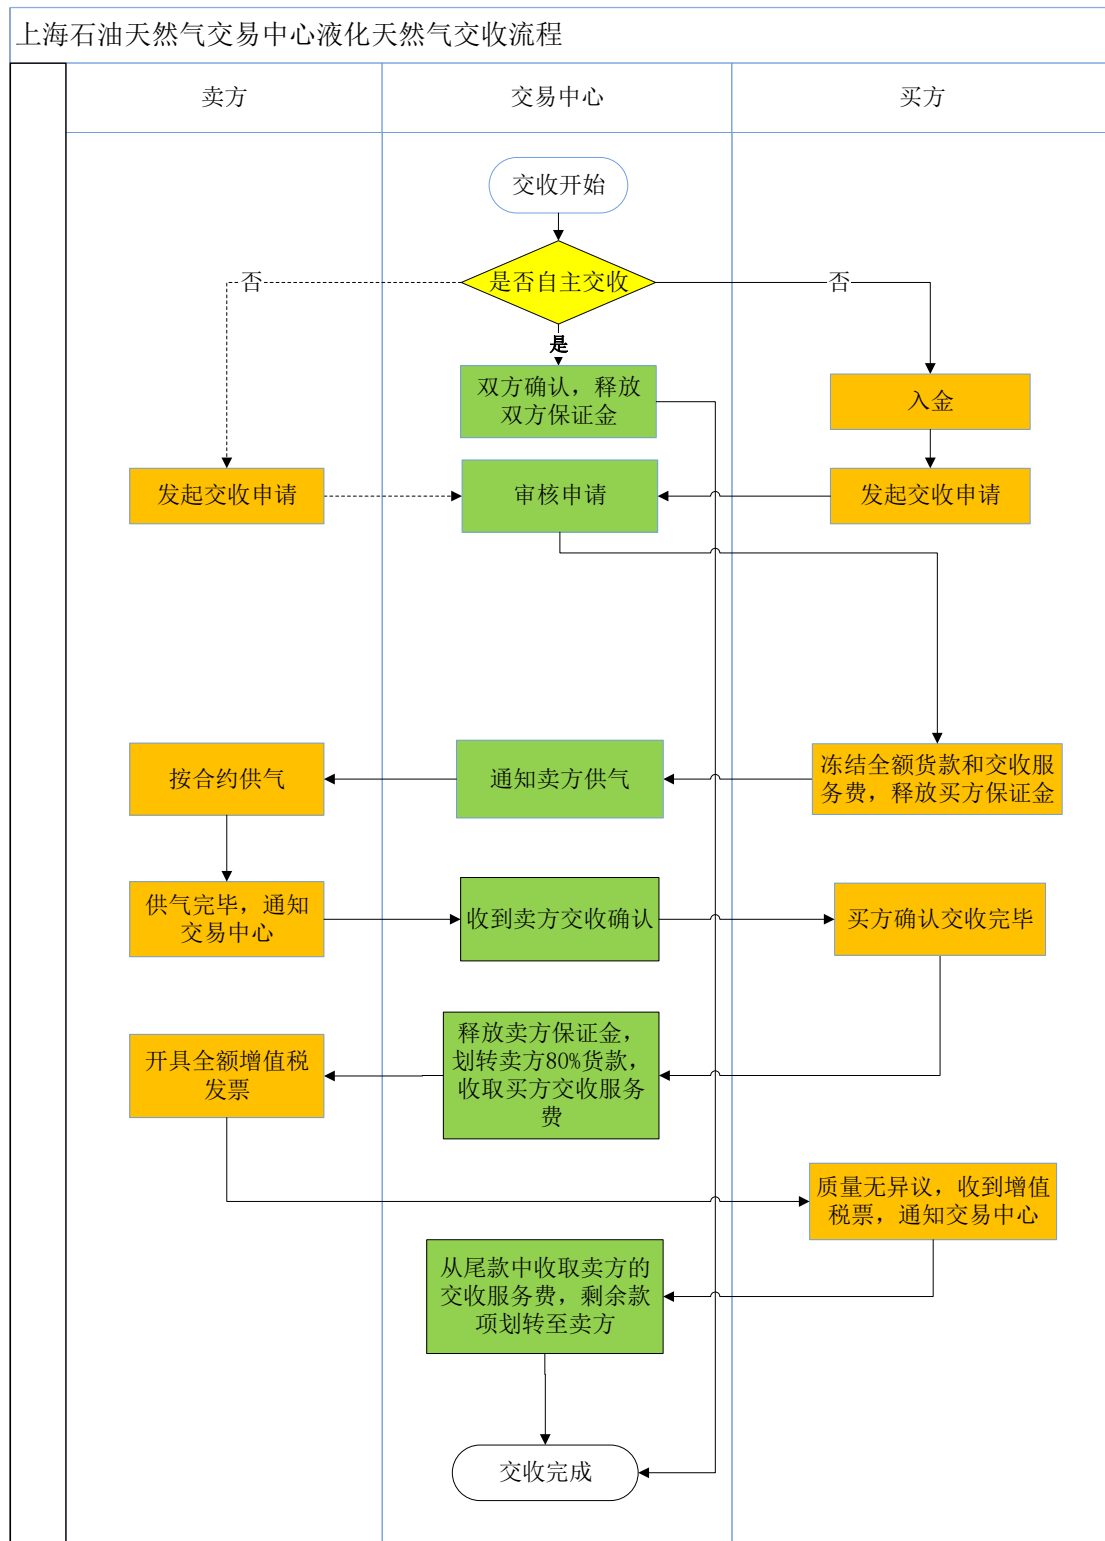 上海石油天然气交易中心液化天然气交收流程
卖方
交易中心
买方
交收开始
是否自主交收
否
否
是
双方确认，释放
双方保证金
入金
发起交收申请
审核申请
发起交收申请
按合约供气
通知卖方供气
冻结全额货款和交收服
务费，释放买方保证金
供气完毕，通知
交易中心
收到卖方交收确认
买方确认交收完毕
释放卖方保证金，
划转卖方80%货款，
收取买方交收服务
费
开具全额增值税
发票
质量无异议，收到增值
税票，通知交易中心
从尾款中收取卖方的
交收服务费，剩余款
项划转至卖方
交收完成